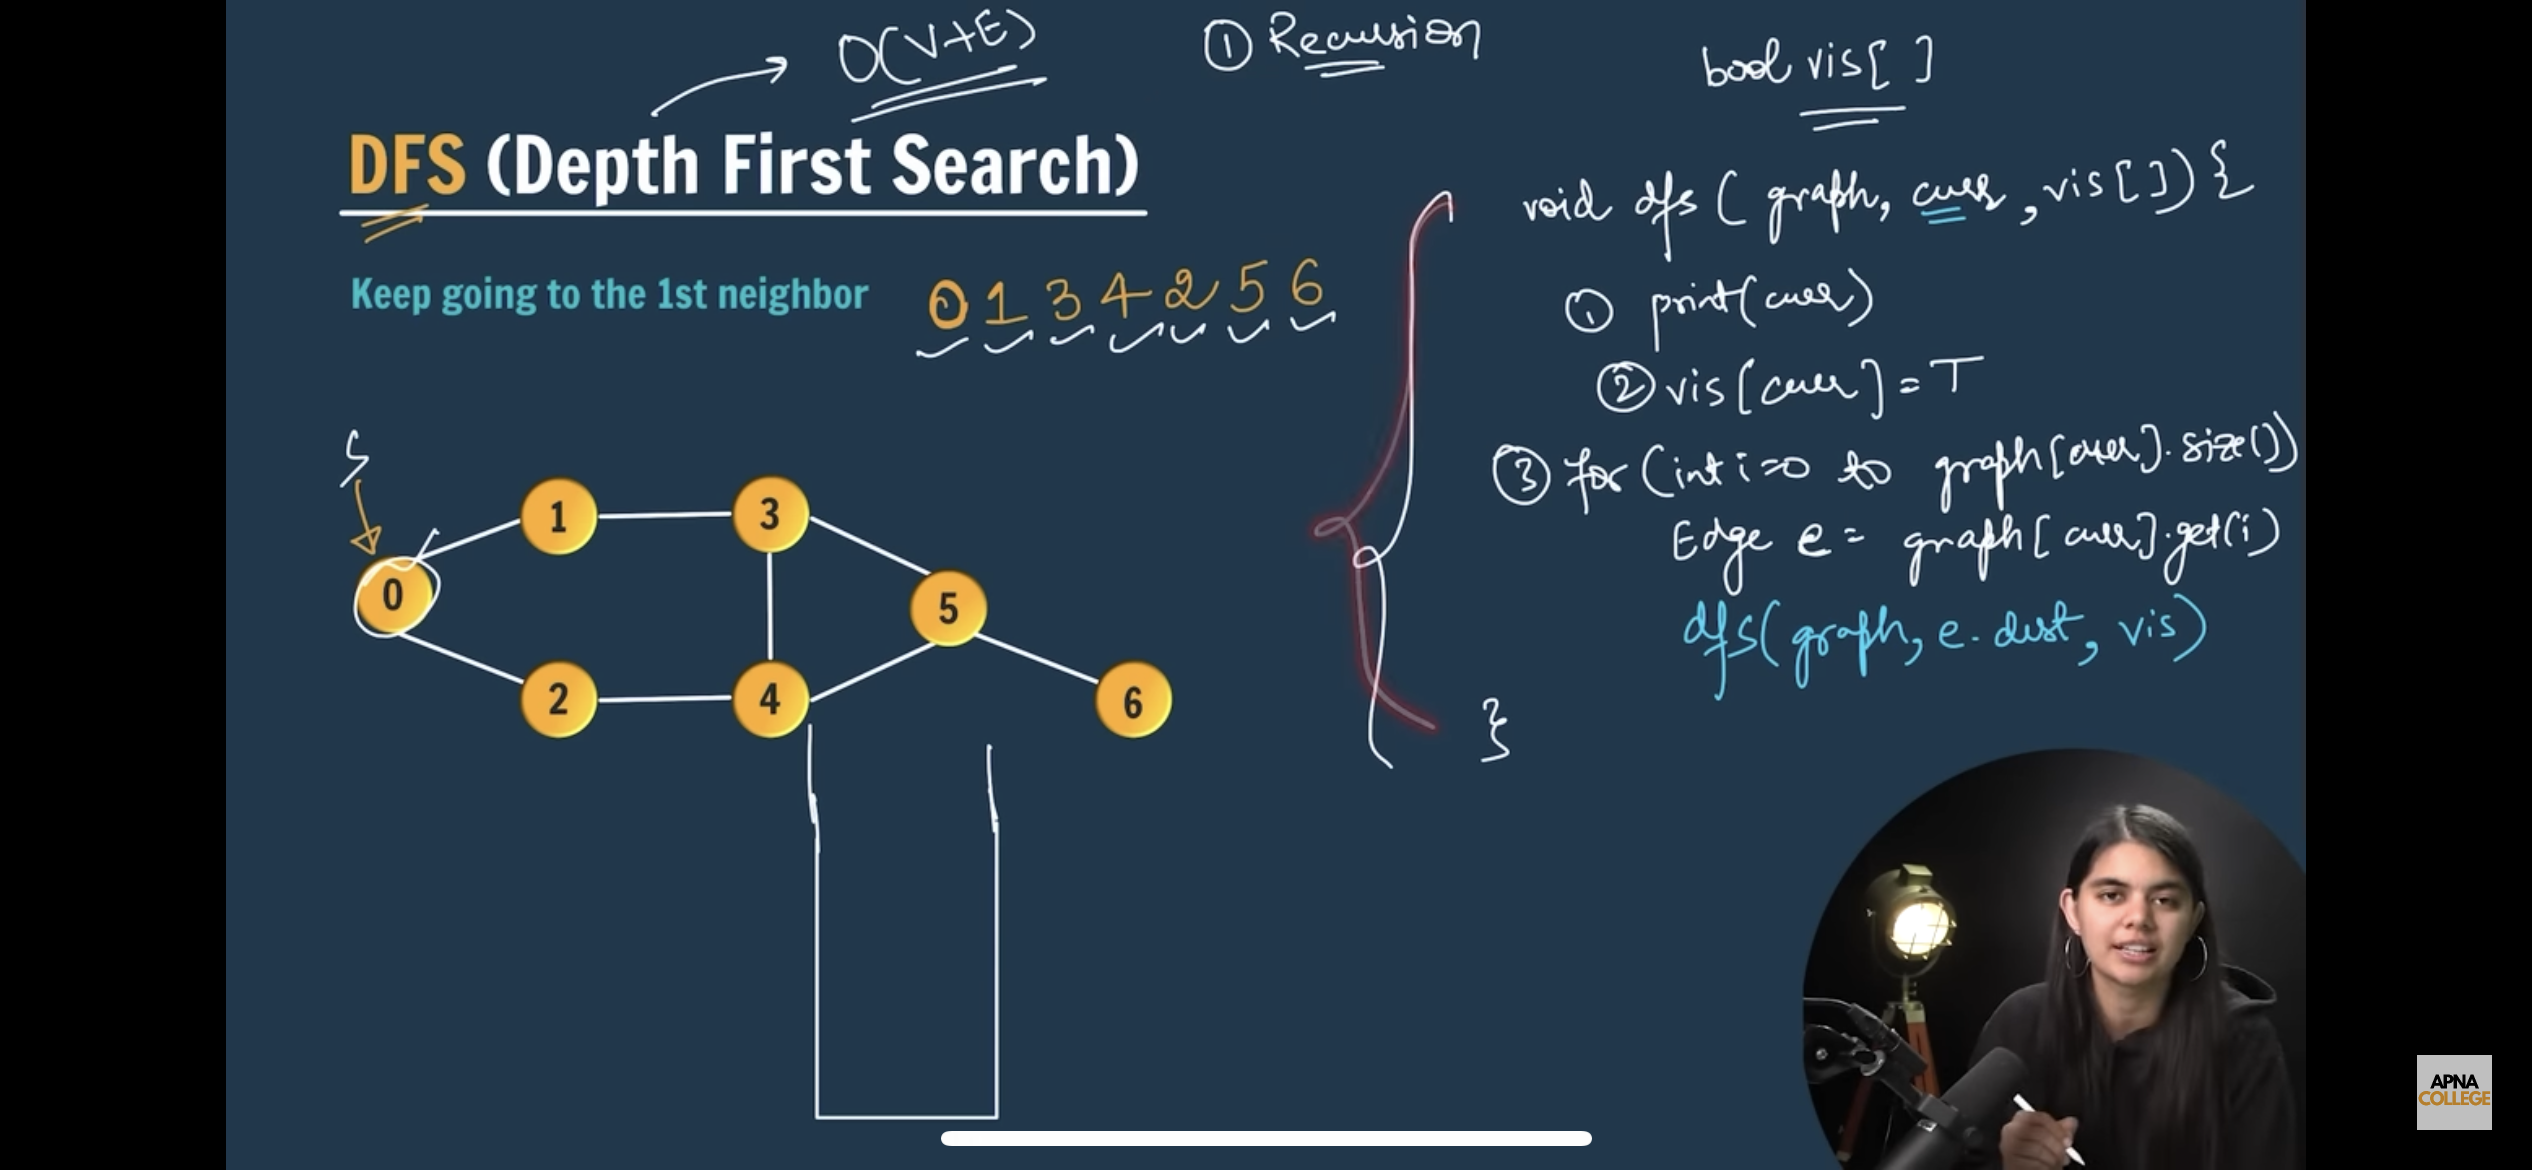 O(V+E)
① Recursion
bool vis[ ]
DFS (Depth First Search)
void dfs ( graph, curr, vis[ ]) {
Keep going to the 1st neighbor
0 1 3 4 2 5 6
① print(curr)
② vis[curr] = T
③ for (int i=0 to graph[curr].size())
Edge e = graph[curr].get(i)
dfs(graph, e.dest, vis)
}
S
1
3
0
5
2
4
6
APNA
COLLEGE